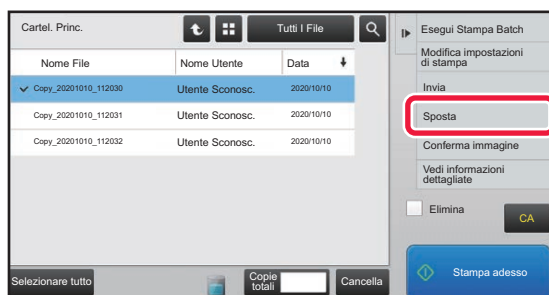 Cartel. Princ.
Tutti I File
Nome File
Nome Utente
Data
Copy_20201010_112030
Utente Sconosc.
2020/10/10
Copy_20201010_112031
Utente Sconosc.
2020/10/10
Copy_20201010_112032
Utente Sconosc.
2020/10/10
Selezionare tutto
Copie
totali
Cancella
Esegui Stampa Batch
Modifica impostazioni
di stampa
Invia
Sposta
Conferma immagine
Vedi informazioni
dettagliate
Elimina
CA
Stampa adesso